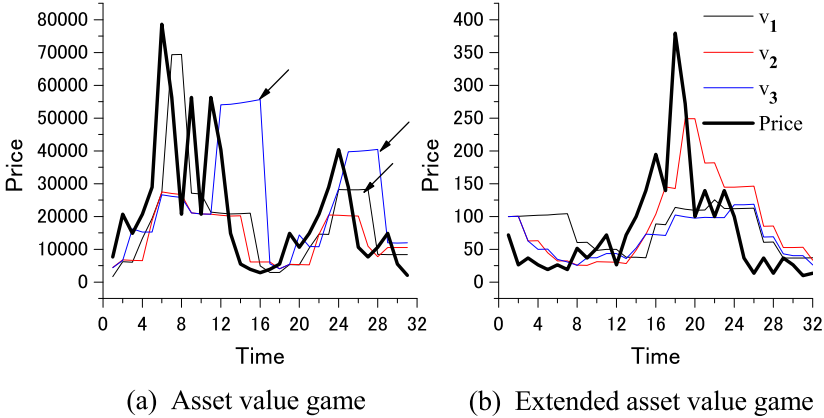 80000
70000
60000
50000
40000
30000
20000
10000
0
Price
0 4 8 12 16 20 24 28 32
Time
(a) Asset value game
400
350
300
250
200
150
100
50
0
Price
0 4 8 12 16 20 24 28 32
Time
v1
v2
v3
Price
(b) Extended asset value game